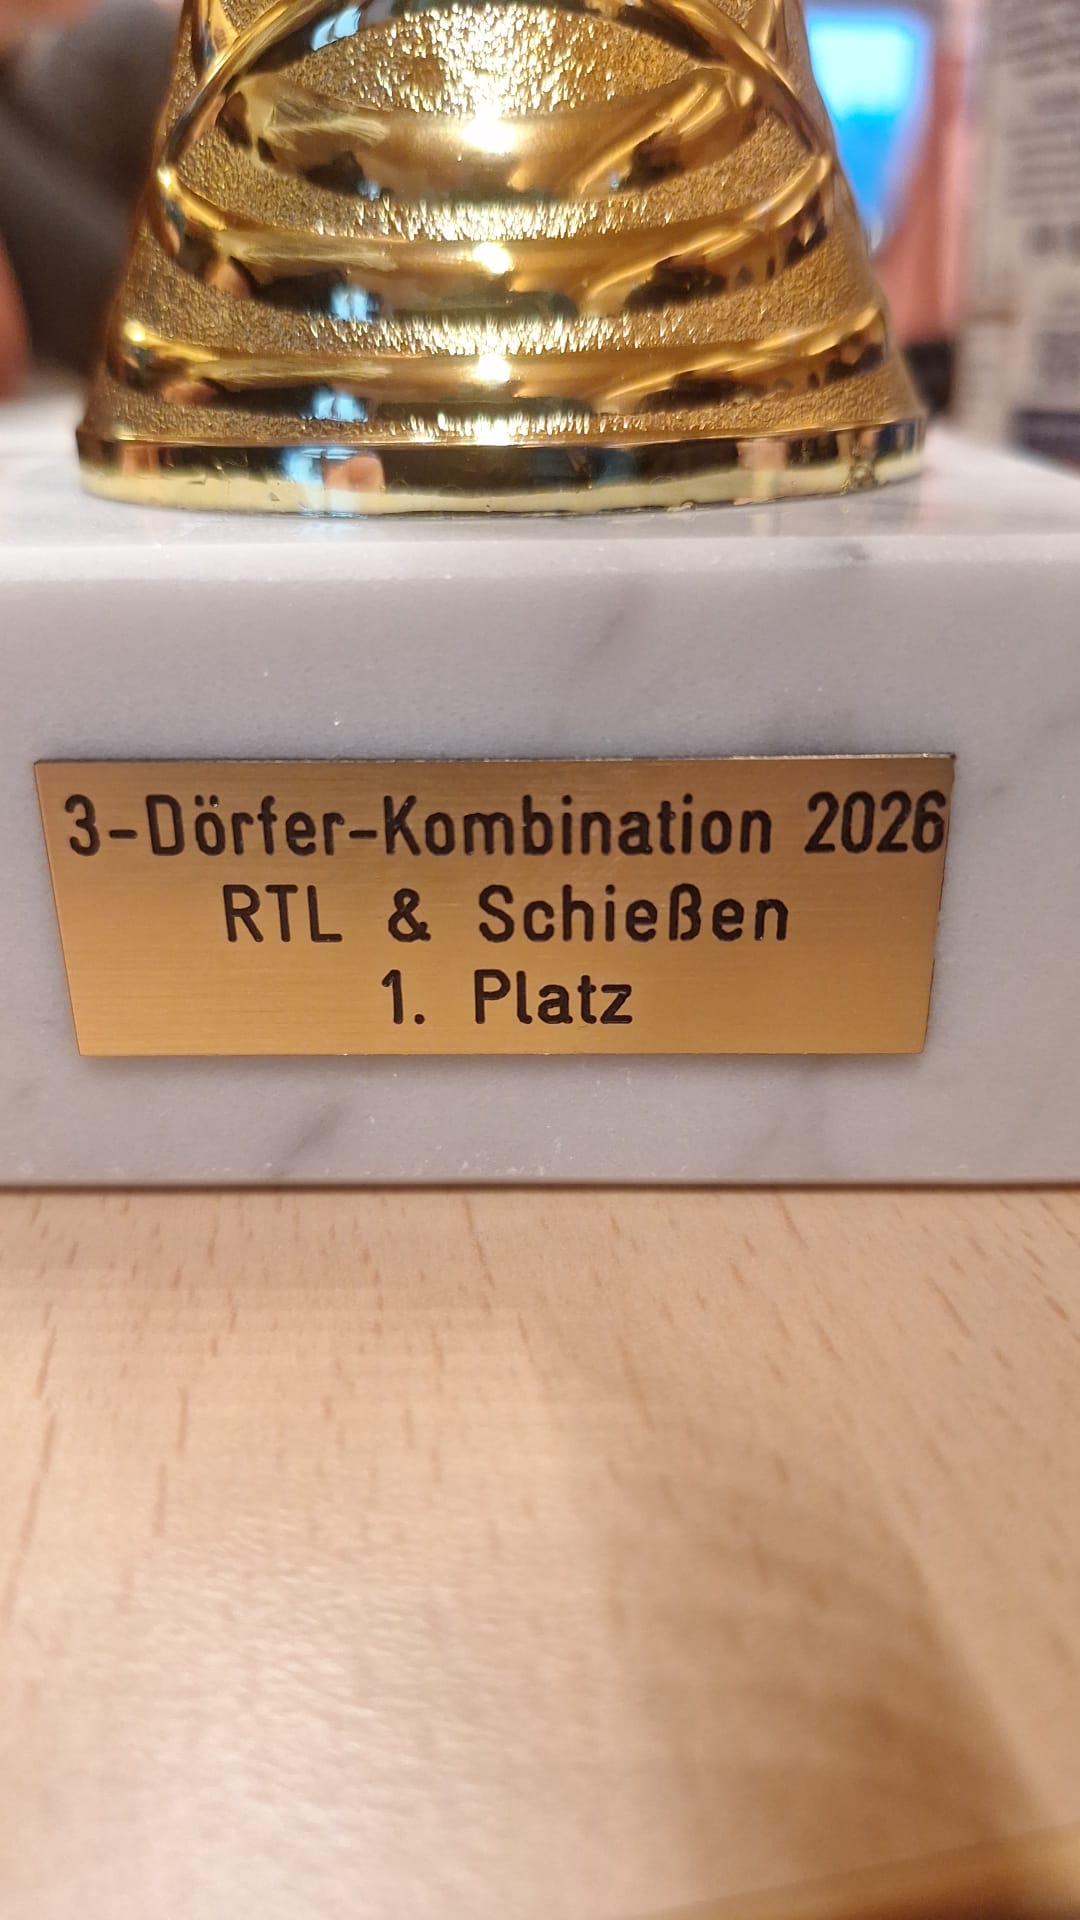 3-Dörfer-Kombination 2026
RTL & Schießen
1. Platz